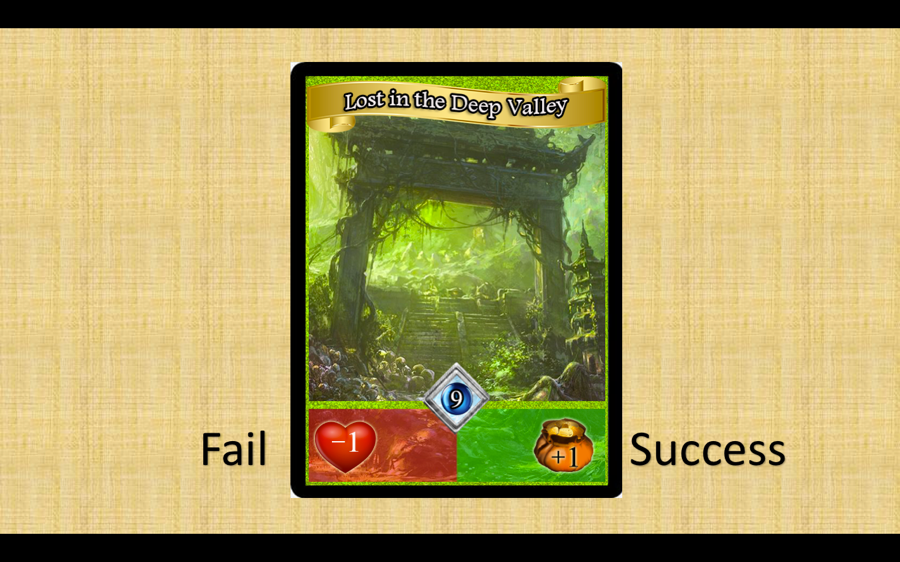 Lost in the Deep Valley
9
Fail
−1
+1
Success